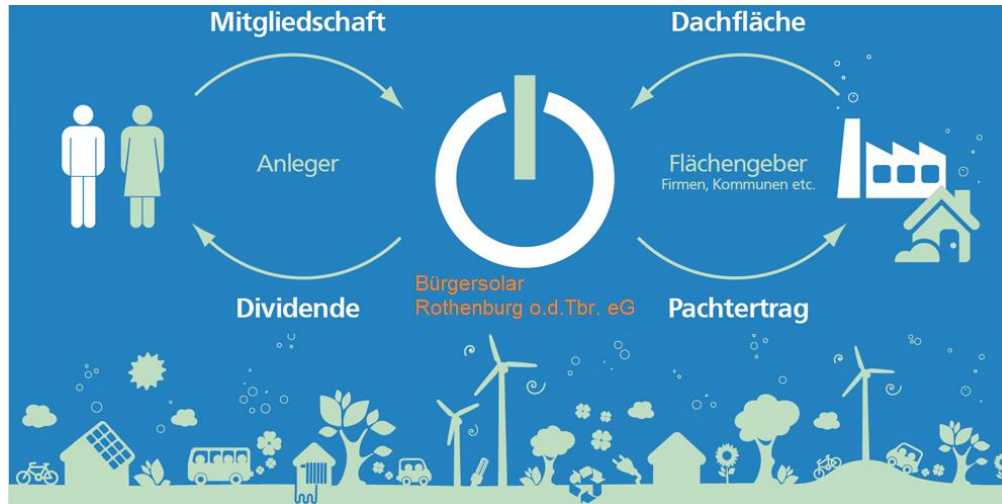 Mitgliedschaft
Dachfläche
Anleger
Flächengeber
Firmen, Kommunen etc.
Bürgersolar
Rothenburg o.d.Tbr. eG
Dividende
Pachtertrag